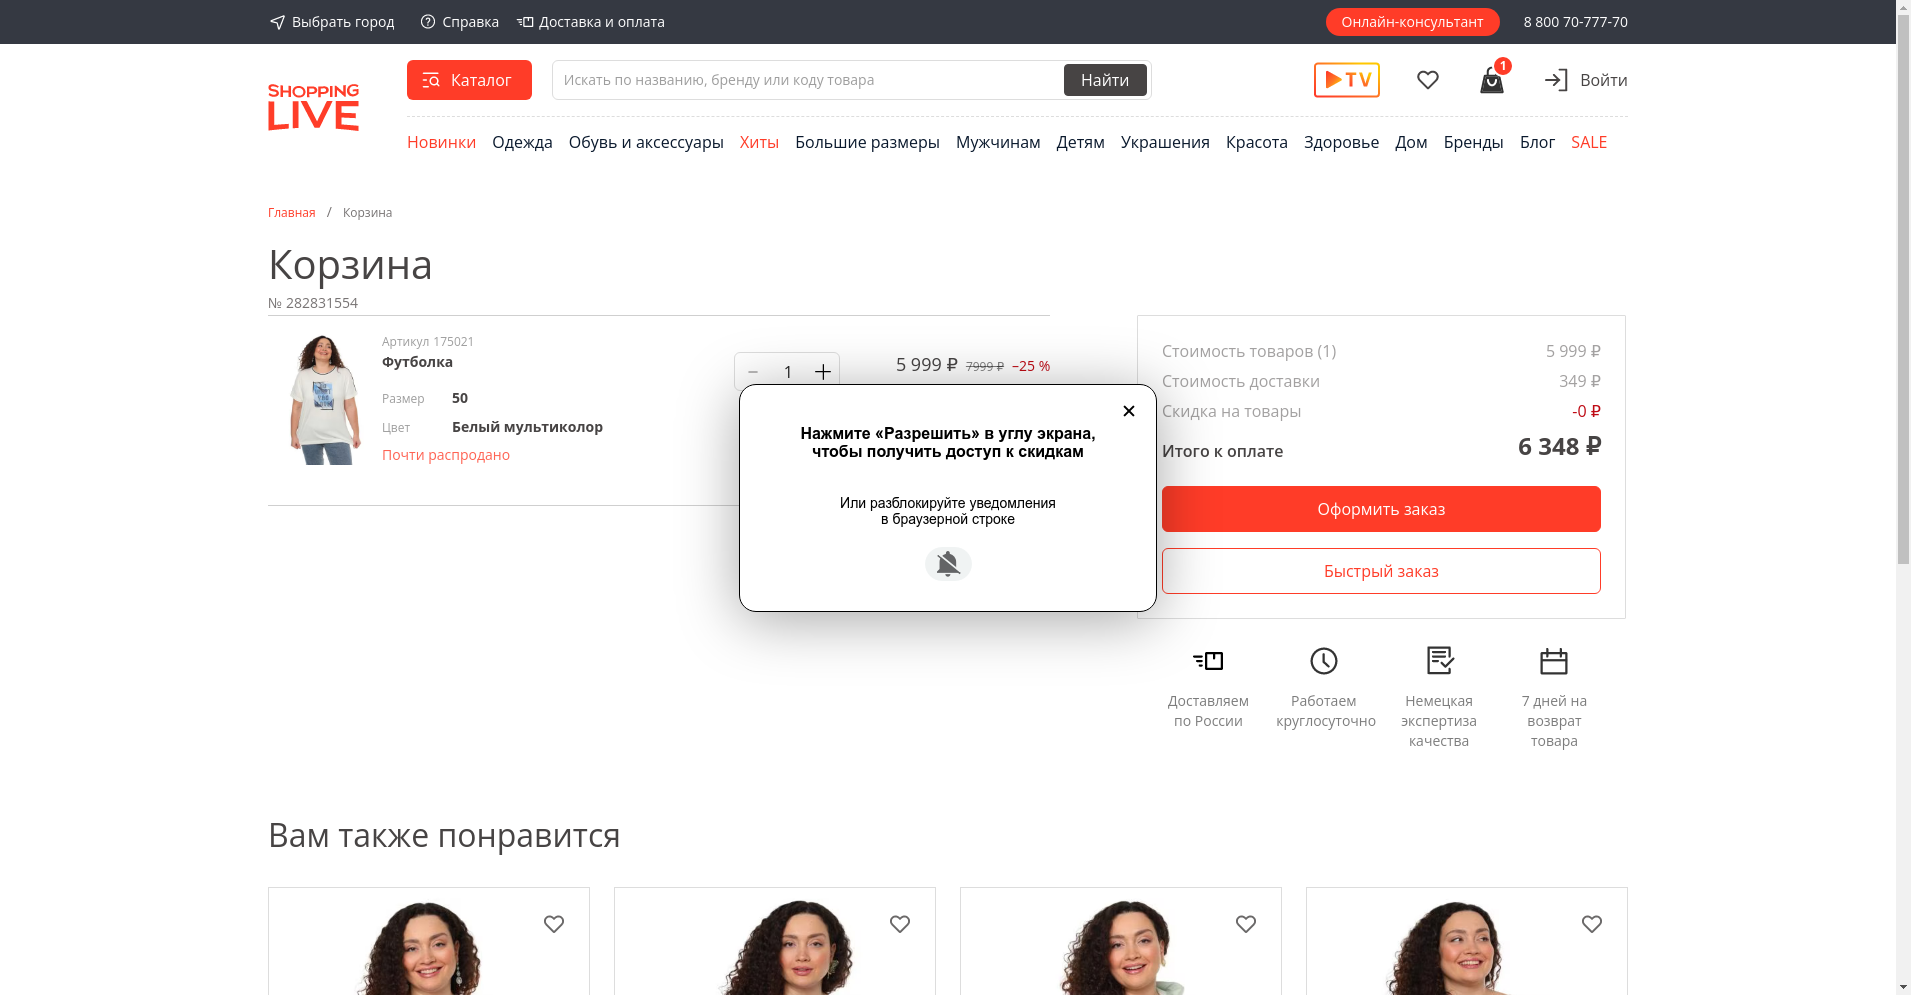 Выбрать город
Справка
Доставка и оплата
Онлайн-консультант
8 800 70-777-70
SHOPPING
LIVE
Каталог
Искать по названию, бренду или коду товара
Найти
TV
1
Войти
Новинки
Одежда
Обувь и аксессуары
Хиты
Большие размеры
Мужчинам
Детям
Украшения
Красота
Здоровье
Дом
Бренды
Блог
SALE
Главная / Корзина
Корзина
№ 282831554
Артикул 175021
Футболка
Размер 50
Цвет Белый мультиколор
Почти распродано
1
5 999 ₽ 7999 ₽ –25 %
Нажмите «Разрешить» в углу экрана,
чтобы получить доступ к скидкам
Или разблокируйте уведомления
в браузерной строке
Стоимость товаров (1) 5 999 ₽
Стоимость доставки 349 ₽
Скидка на товары -0 ₽
Итого к оплате 6 348 ₽
Оформить заказ
Быстрый заказ
Доставляем
по России
Работаем
круглосуточно
Немецкая
экспертиза
качества
7 дней на
возврат
товара
Вам также понравится